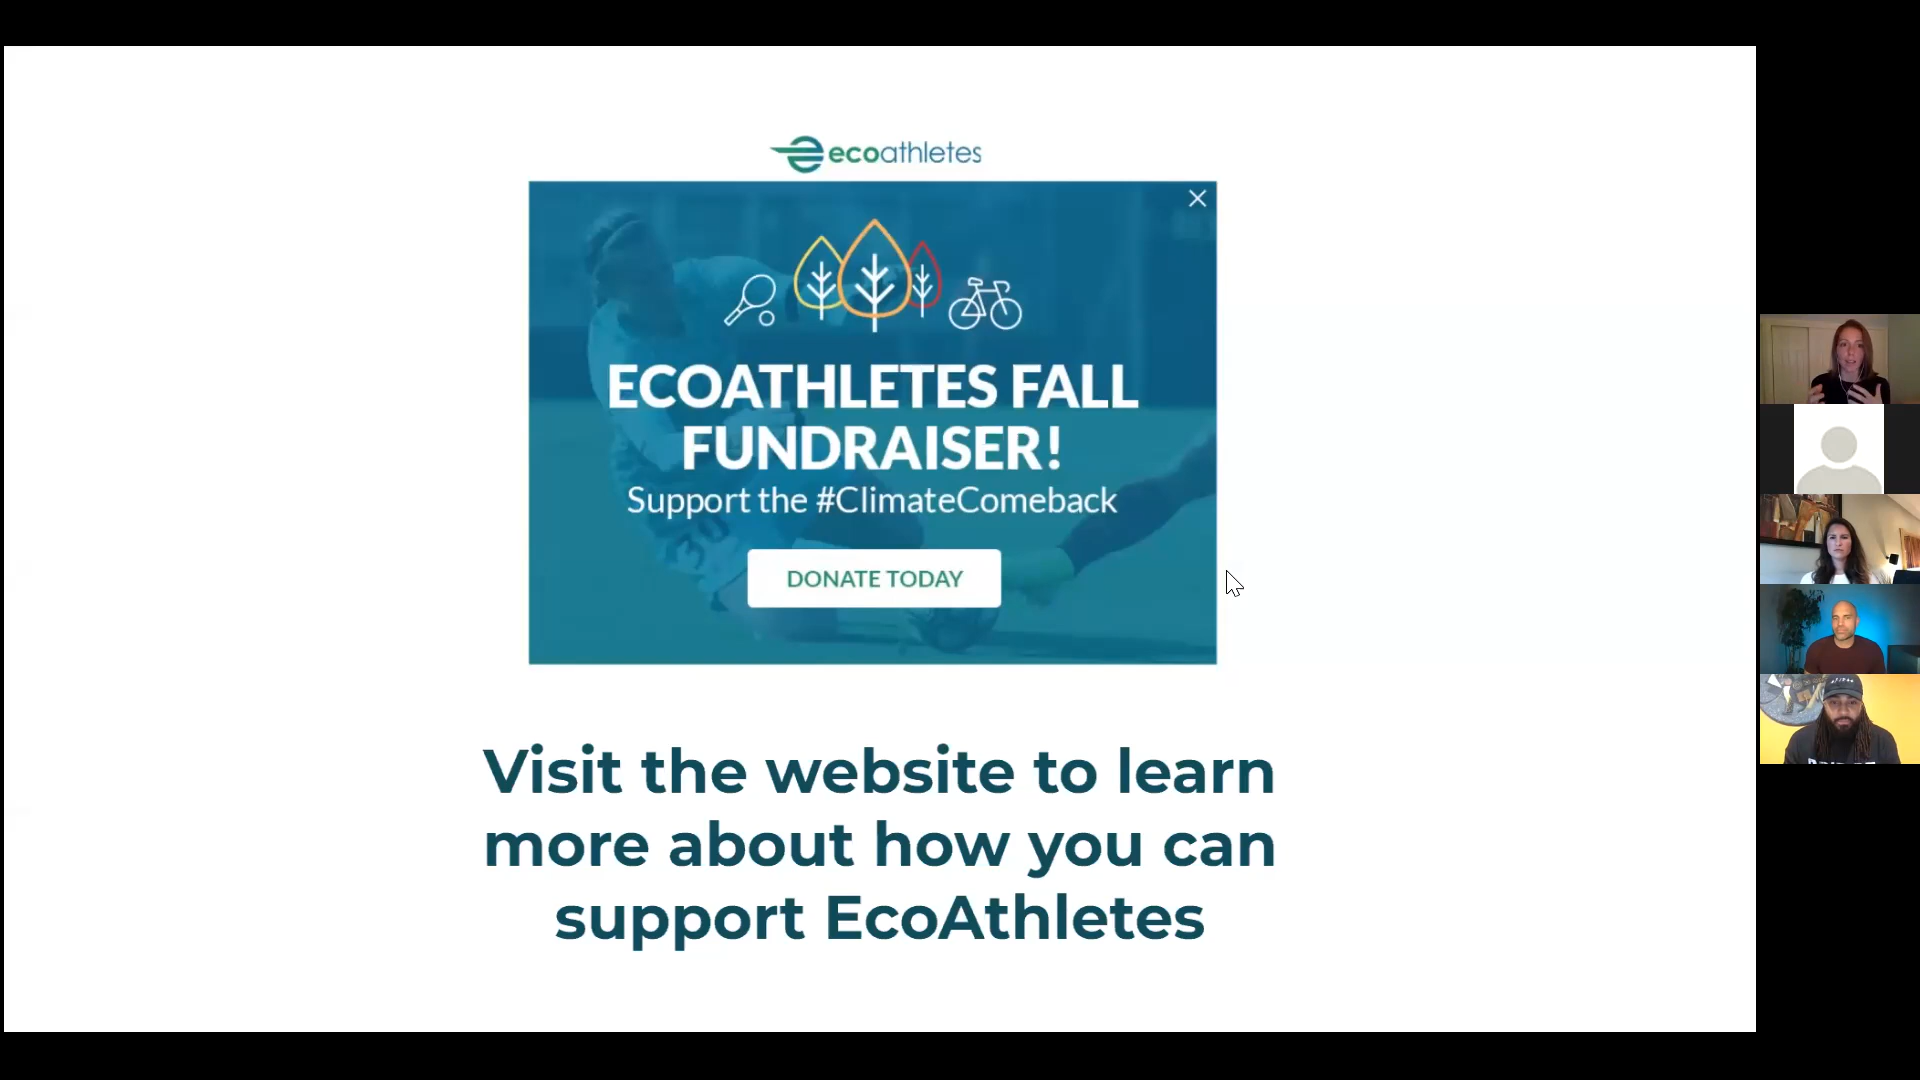 ecoathletes
ECOATHLETES FALL
FUNDRAISER!
Support the #ClimateComeback
DONATE TODAY
Visit the website to learn
more about how you can
support EcoAthletes